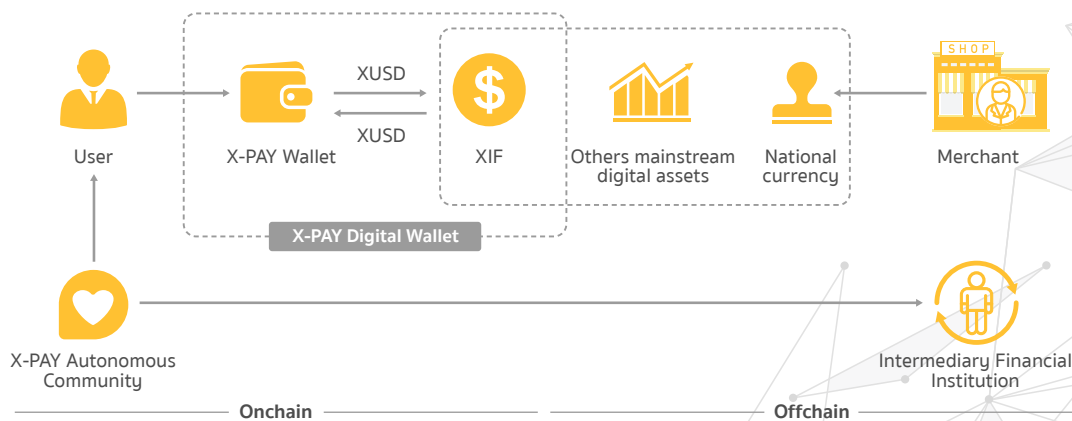 SHOP
XUSD
XUSD
User
X-PAY Wallet
XIF
Others mainstream
digital assets
National
currency
Merchant
X-PAY Digital Wallet
X-PAY Autonomous
Community
Intermediary Financial
Institution
Onchain
Offchain